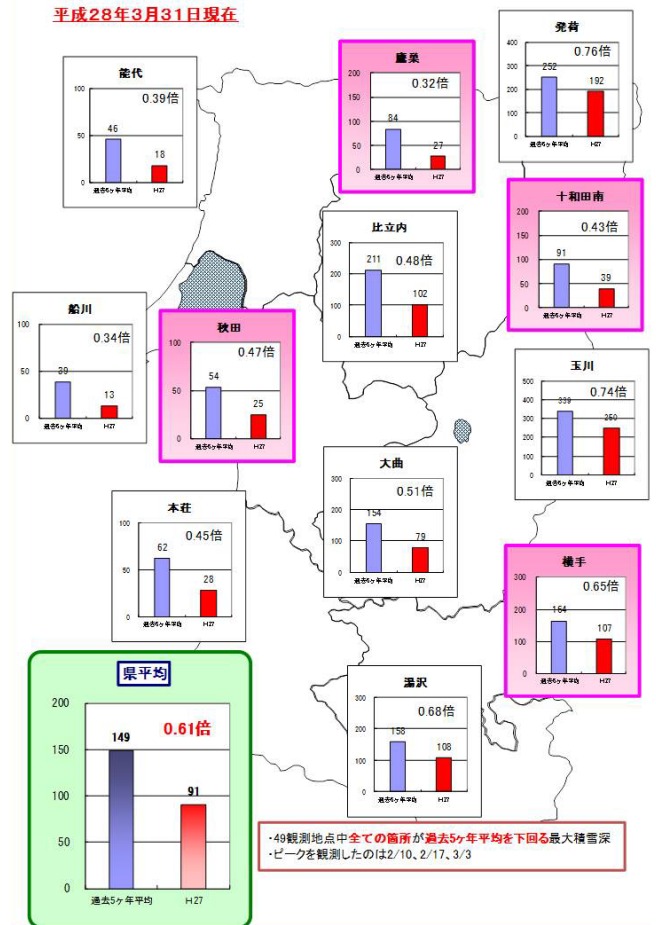 平成28年3月31日現在
能代
0.39倍
100
50
0
46
18
過去5ヶ年平均 H27
鷹巣
0.32倍
200
150
100
50
0
84
27
過去5ヶ年平均 H27
発荷
0.76倍
400
300
200
100
0
252
192
過去5ヶ年平均 H27
比立内
0.48倍
300
200
100
0
211
102
過去5ヶ年平均 H27
十和田南
0.43倍
200
150
100
50
0
91
39
過去5ヶ年平均 H27
船川
0.34倍
100
50
0
39
13
過去5ヶ年平均 H27
秋田
0.47倍
100
50
0
54
25
過去5ヶ年平均 H27
玉川
0.74倍
500
400
300
200
100
0
339
250
過去5ヶ年平均 H27
大曲
0.51倍
300
200
100
0
154
79
過去5ヶ年平均 H27
本荘
0.45倍
100
50
0
62
28
過去5ヶ年平均 H27
横手
0.65倍
300
200
100
0
164
107
過去5ヶ年平均 H27
県平均
0.61倍
200
150
100
50
0
149
91
過去5ヶ年平均 H27
湯沢
0.68倍
300
200
100
0
158
108
過去5ヶ年平均 H27
・49観測地点中全ての箇所が過去5ヶ年平均を下回る最大積雪深
・ピークを観測したのは2/10、2/17、3/3